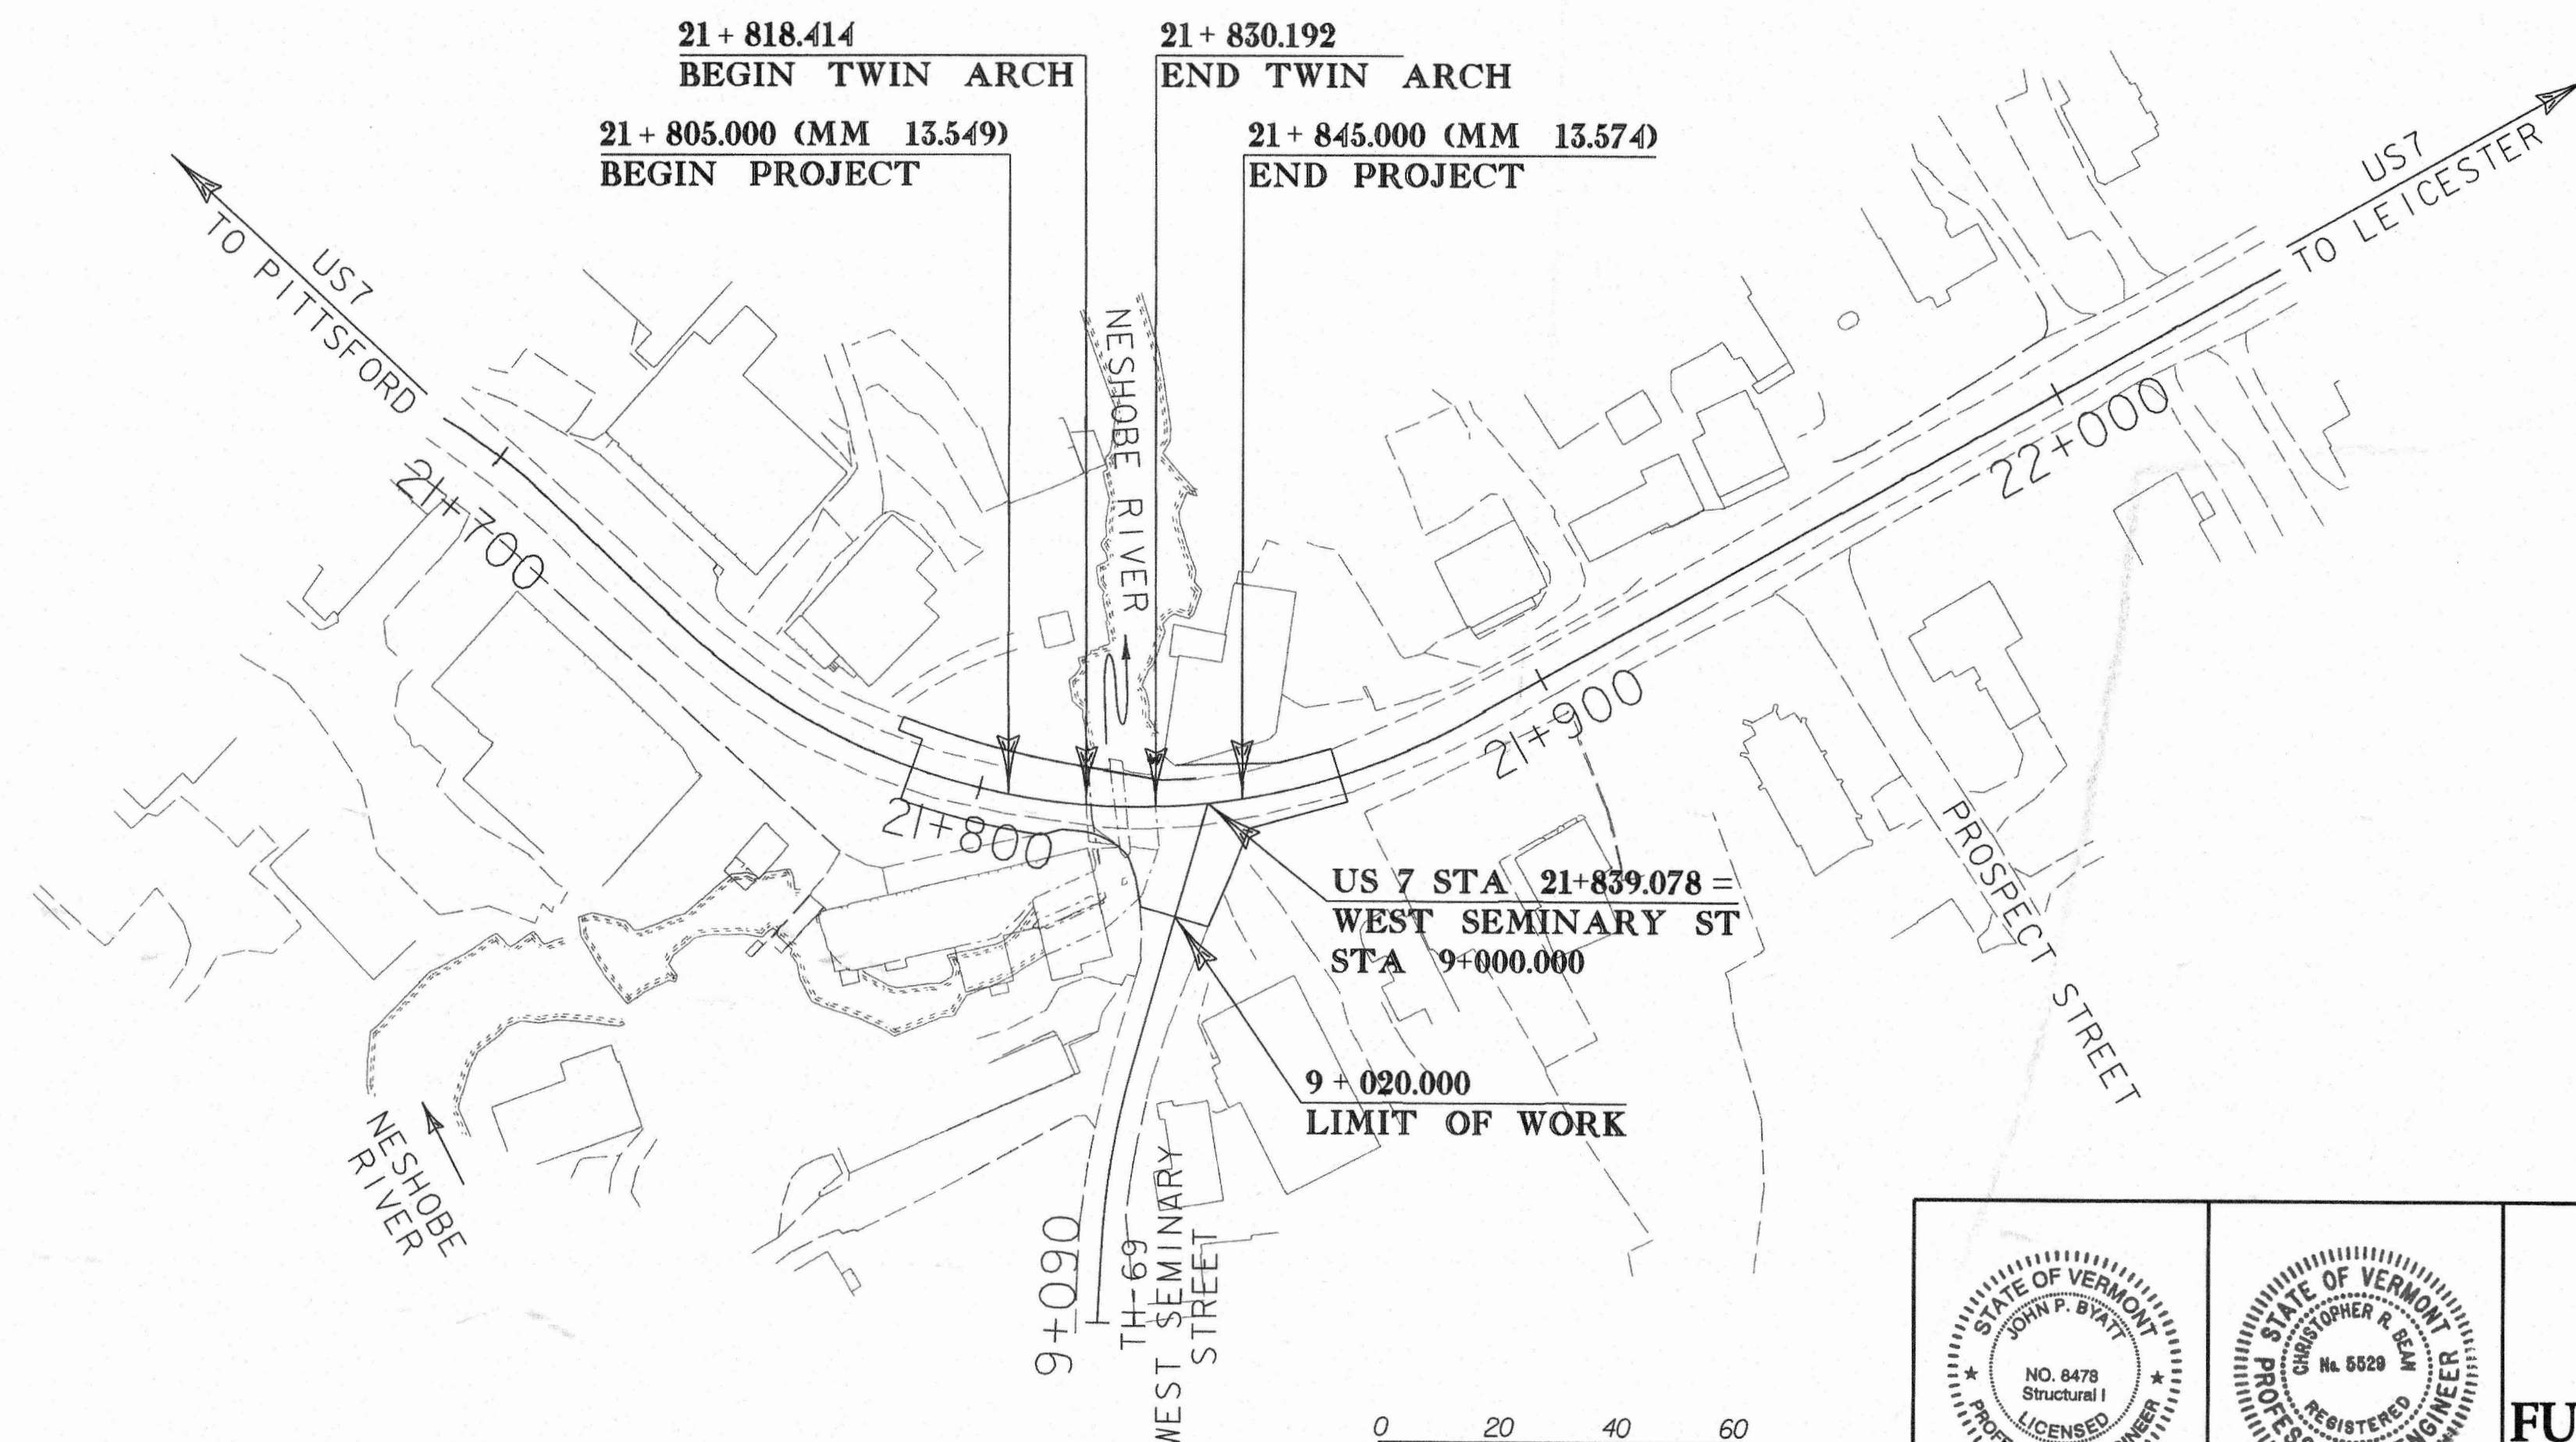 21+ 818.414
BEGIN TWIN ARCH
21+ 830.192
END TWIN ARCH
21+ 805.000 (MM 13.549)
BEGIN PROJECT
21+ 845.000 (MM 13.574)
END PROJECT
US7
TO PITTSFORD
US7
TO LEICESTER
NESHOBE RIVER
21+700
22+000
21+900
21+800
PROSPECT STREET
US 7 STA 21+839.078 =
WEST SEMINARY ST
STA 9+000.000
9 + 020.000
LIMIT OF WORK
NESHOBE
RIVER
9+090
TH-69
WEST SEMINARY
STREET
0 20 40 60
STATE OF VERMONT
JOHN P. BYATT
NO. 8478
Structural I
LICENSED
STATE OF VERMONT
CHRISTOPHER R. BEAN
No. 5529
REGISTERED
FU